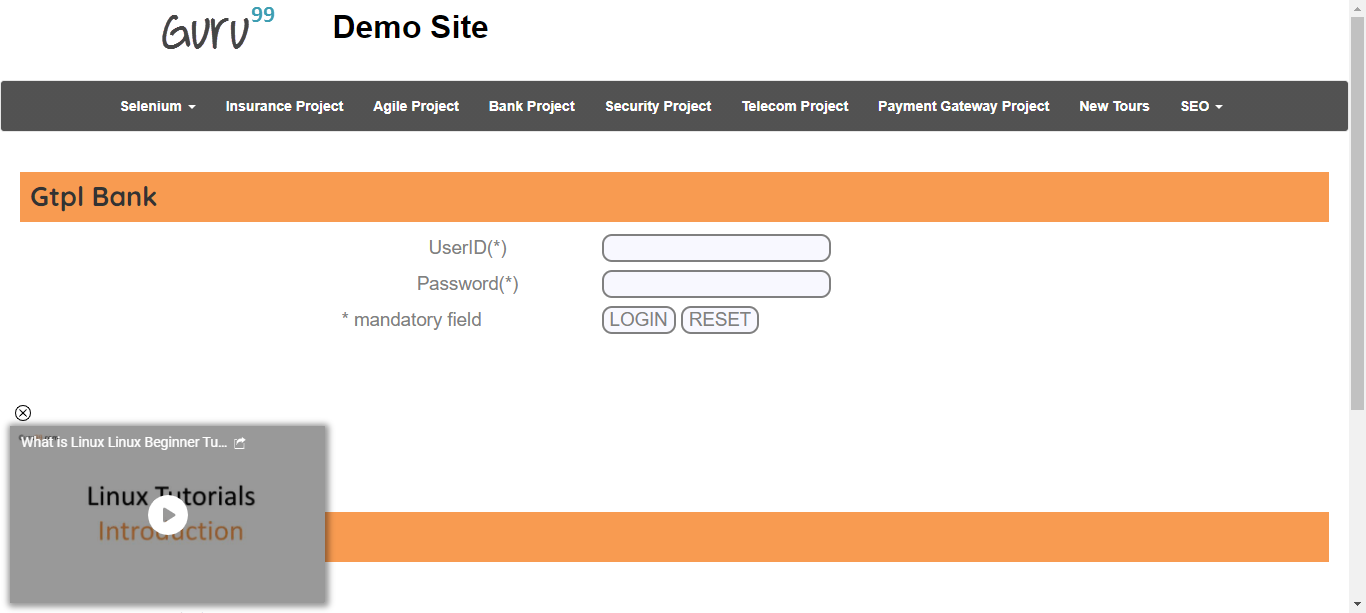 Guru99
Demo Site
Selenium Insurance Project Agile Project Bank Project Security Project Telecom Project Payment Gateway Project New Tours SEO
Gtpl Bank
UserID(*)
Password(*)
* mandatory field LOGIN RESET
What is Linux Linux Beginner Tu...
Linux Tutorials
Introduction